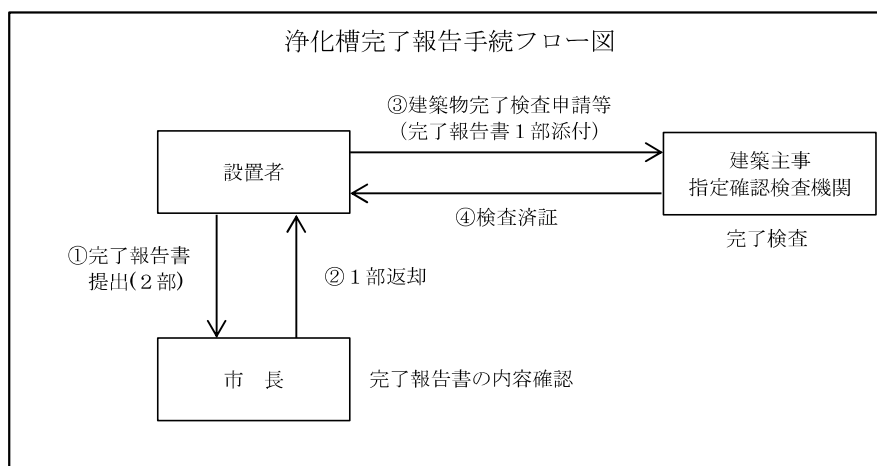 浄化槽完了報告手続フロー図
③建築物完了検査申請等
(完了報告書1部添付)
設置者
建築主事
指定確認検査機関
④検査済証
完了検査
①完了報告書
提出(2部)
②1部返却
市 長
完了報告書の内容確認